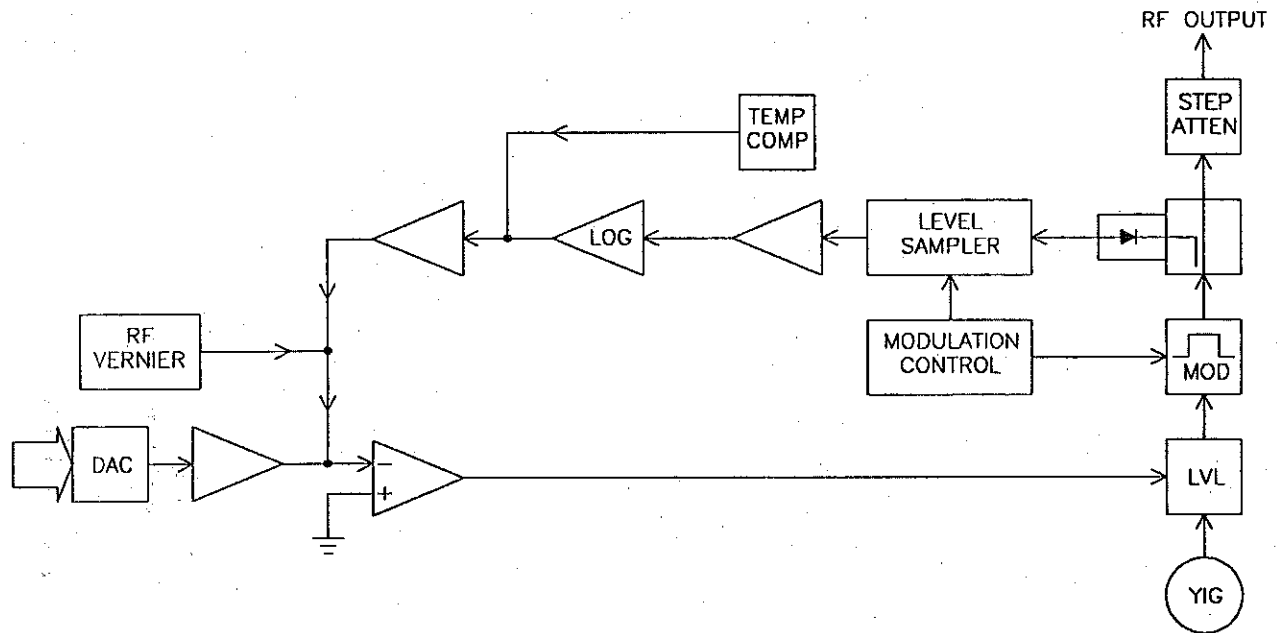 RF OUTPUT
STEP
ATTEN
TEMP
COMP
LOG
LEVEL
SAMPLER
RF
VERNIER
MODULATION
CONTROL
MOD
DAC
−
+
LVL
YIG